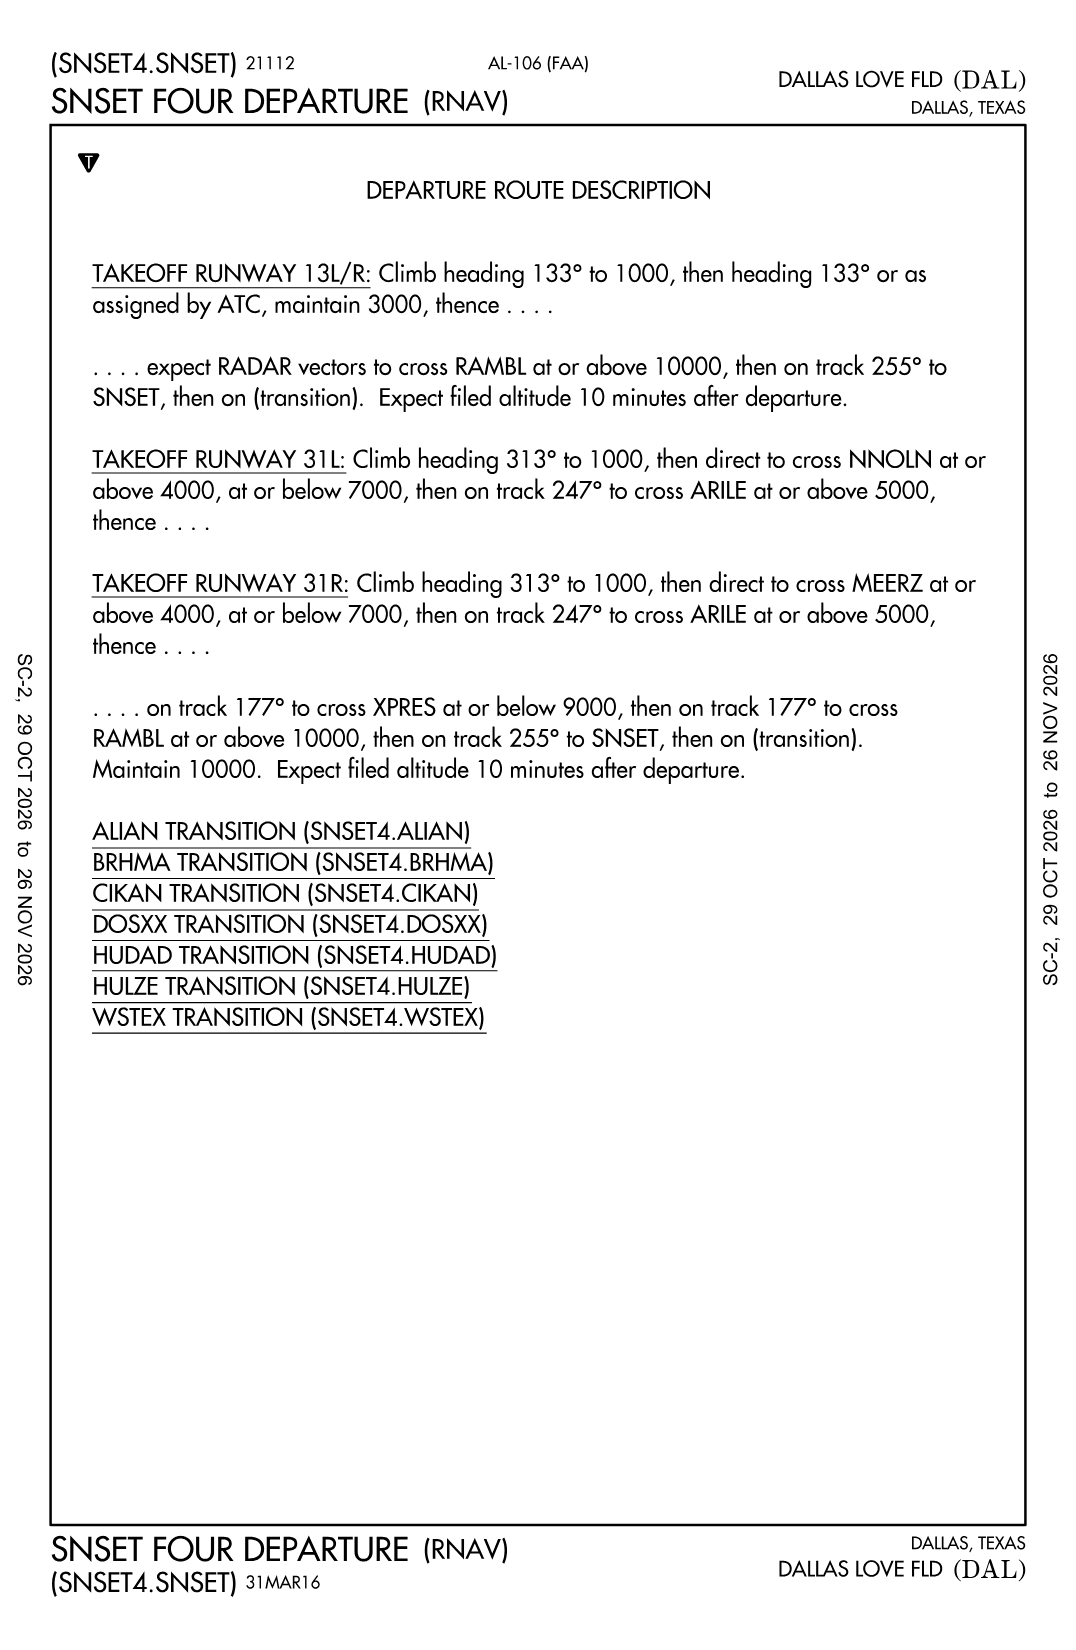 (SNSET4.SNSET) 21112
AL-106 (FAA)
DALLAS LOVE FLD (DAL)
SNSET FOUR DEPARTURE (RNAV)
DALLAS, TEXAS
T
DEPARTURE ROUTE DESCRIPTION
TAKEOFF RUNWAY 13L/R: Climb heading 133° to 1000, then heading 133° or as
assigned by ATC, maintain 3000, thence . . . .
. . . . expect RADAR vectors to cross RAMBL at or above 10000, then on track 255° to
SNSET, then on (transition). Expect filed altitude 10 minutes after departure.
TAKEOFF RUNWAY 31L: Climb heading 313° to 1000, then direct to cross NNOLN at or
above 4000, at or below 7000, then on track 247° to cross ARILE at or above 5000,
thence . . . .
TAKEOFF RUNWAY 31R: Climb heading 313° to 1000, then direct to cross MEERZ at or
above 4000, at or below 7000, then on track 247° to cross ARILE at or above 5000,
thence . . . .
. . . . on track 177° to cross XPRES at or below 9000, then on track 177° to cross
RAMBL at or above 10000, then on track 255° to SNSET, then on (transition).
Maintain 10000. Expect filed altitude 10 minutes after departure.
ALIAN TRANSITION (SNSET4.ALIAN)
BRHMA TRANSITION (SNSET4.BRHMA)
CIKAN TRANSITION (SNSET4.CIKAN)
DOSXX TRANSITION (SNSET4.DOSXX)
HUDAD TRANSITION (SNSET4.HUDAD)
HULZE TRANSITION (SNSET4.HULZE)
WSTEX TRANSITION (SNSET4.WSTEX)
SC-2, 29 OCT 2026 to 26 NOV 2026
SC-2, 29 OCT 2026 to 26 NOV 2026
SNSET FOUR DEPARTURE (RNAV)
DALLAS, TEXAS
(SNSET4.SNSET) 31MAR16
DALLAS LOVE FLD (DAL)